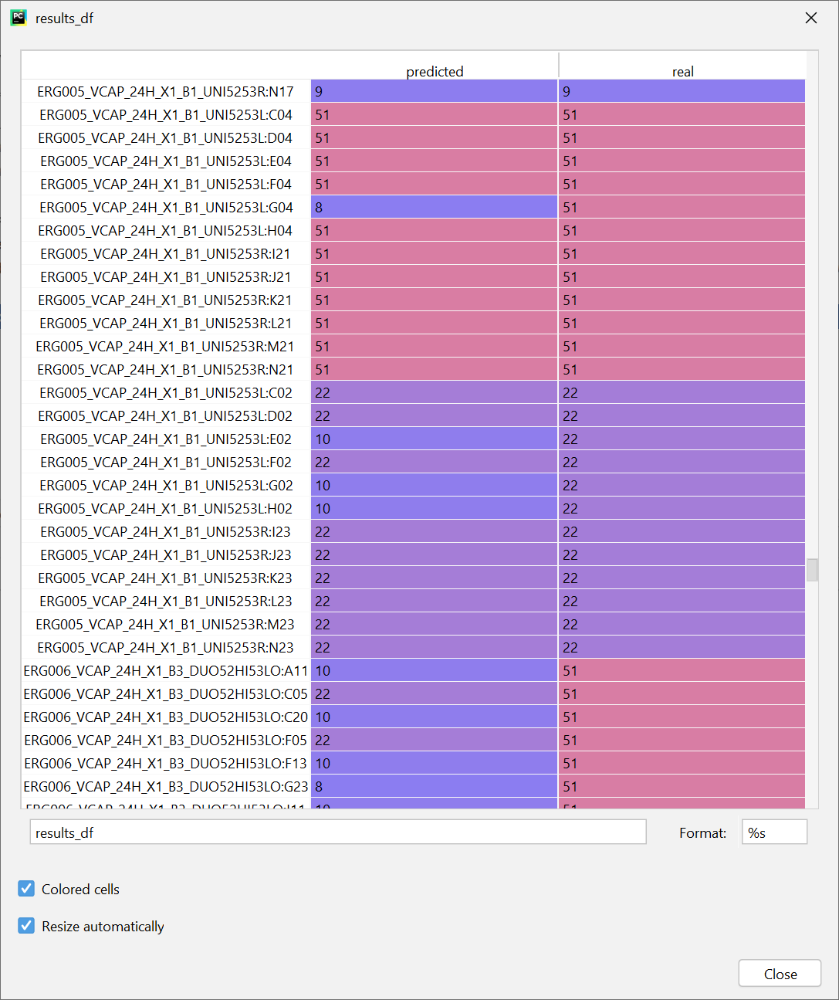 PC
results_df
predicted real
ERG005_VCAP_24H_X1_B1_UNI5253R:N17 9 9
ERG005_VCAP_24H_X1_B1_UNI5253L:C04 51 51
ERG005_VCAP_24H_X1_B1_UNI5253L:D04 51 51
ERG005_VCAP_24H_X1_B1_UNI5253L:E04 51 51
ERG005_VCAP_24H_X1_B1_UNI5253L:F04 51 51
ERG005_VCAP_24H_X1_B1_UNI5253L:G04 8 51
ERG005_VCAP_24H_X1_B1_UNI5253L:H04 51 51
ERG005_VCAP_24H_X1_B1_UNI5253R:I21 51 51
ERG005_VCAP_24H_X1_B1_UNI5253R:J21 51 51
ERG005_VCAP_24H_X1_B1_UNI5253R:K21 51 51
ERG005_VCAP_24H_X1_B1_UNI5253R:L21 51 51
ERG005_VCAP_24H_X1_B1_UNI5253R:M21 51 51
ERG005_VCAP_24H_X1_B1_UNI5253R:N21 51 51
ERG005_VCAP_24H_X1_B1_UNI5253L:C02 22 22
ERG005_VCAP_24H_X1_B1_UNI5253L:D02 22 22
ERG005_VCAP_24H_X1_B1_UNI5253L:E02 10 22
ERG005_VCAP_24H_X1_B1_UNI5253L:F02 22 22
ERG005_VCAP_24H_X1_B1_UNI5253L:G02 10 22
ERG005_VCAP_24H_X1_B1_UNI5253L:H02 10 22
ERG005_VCAP_24H_X1_B1_UNI5253R:I23 22 22
ERG005_VCAP_24H_X1_B1_UNI5253R:J23 22 22
ERG005_VCAP_24H_X1_B1_UNI5253R:K23 22 22
ERG005_VCAP_24H_X1_B1_UNI5253R:L23 22 22
ERG005_VCAP_24H_X1_B1_UNI5253R:M23 22 22
ERG005_VCAP_24H_X1_B1_UNI5253R:N23 22 22
ERG006_VCAP_24H_X1_B3_DUO52HI53LO:A11 10 51
ERG006_VCAP_24H_X1_B3_DUO52HI53LO:C05 22 51
ERG006_VCAP_24H_X1_B3_DUO52HI53LO:C20 10 51
ERG006_VCAP_24H_X1_B3_DUO52HI53LO:F05 22 51
ERG006_VCAP_24H_X1_B3_DUO52HI53LO:F13 10 51
ERG006_VCAP_24H_X1_B3_DUO52HI53LO:G23 8 51
results_df Format: %s
Colored cells
Resize automatically
Close